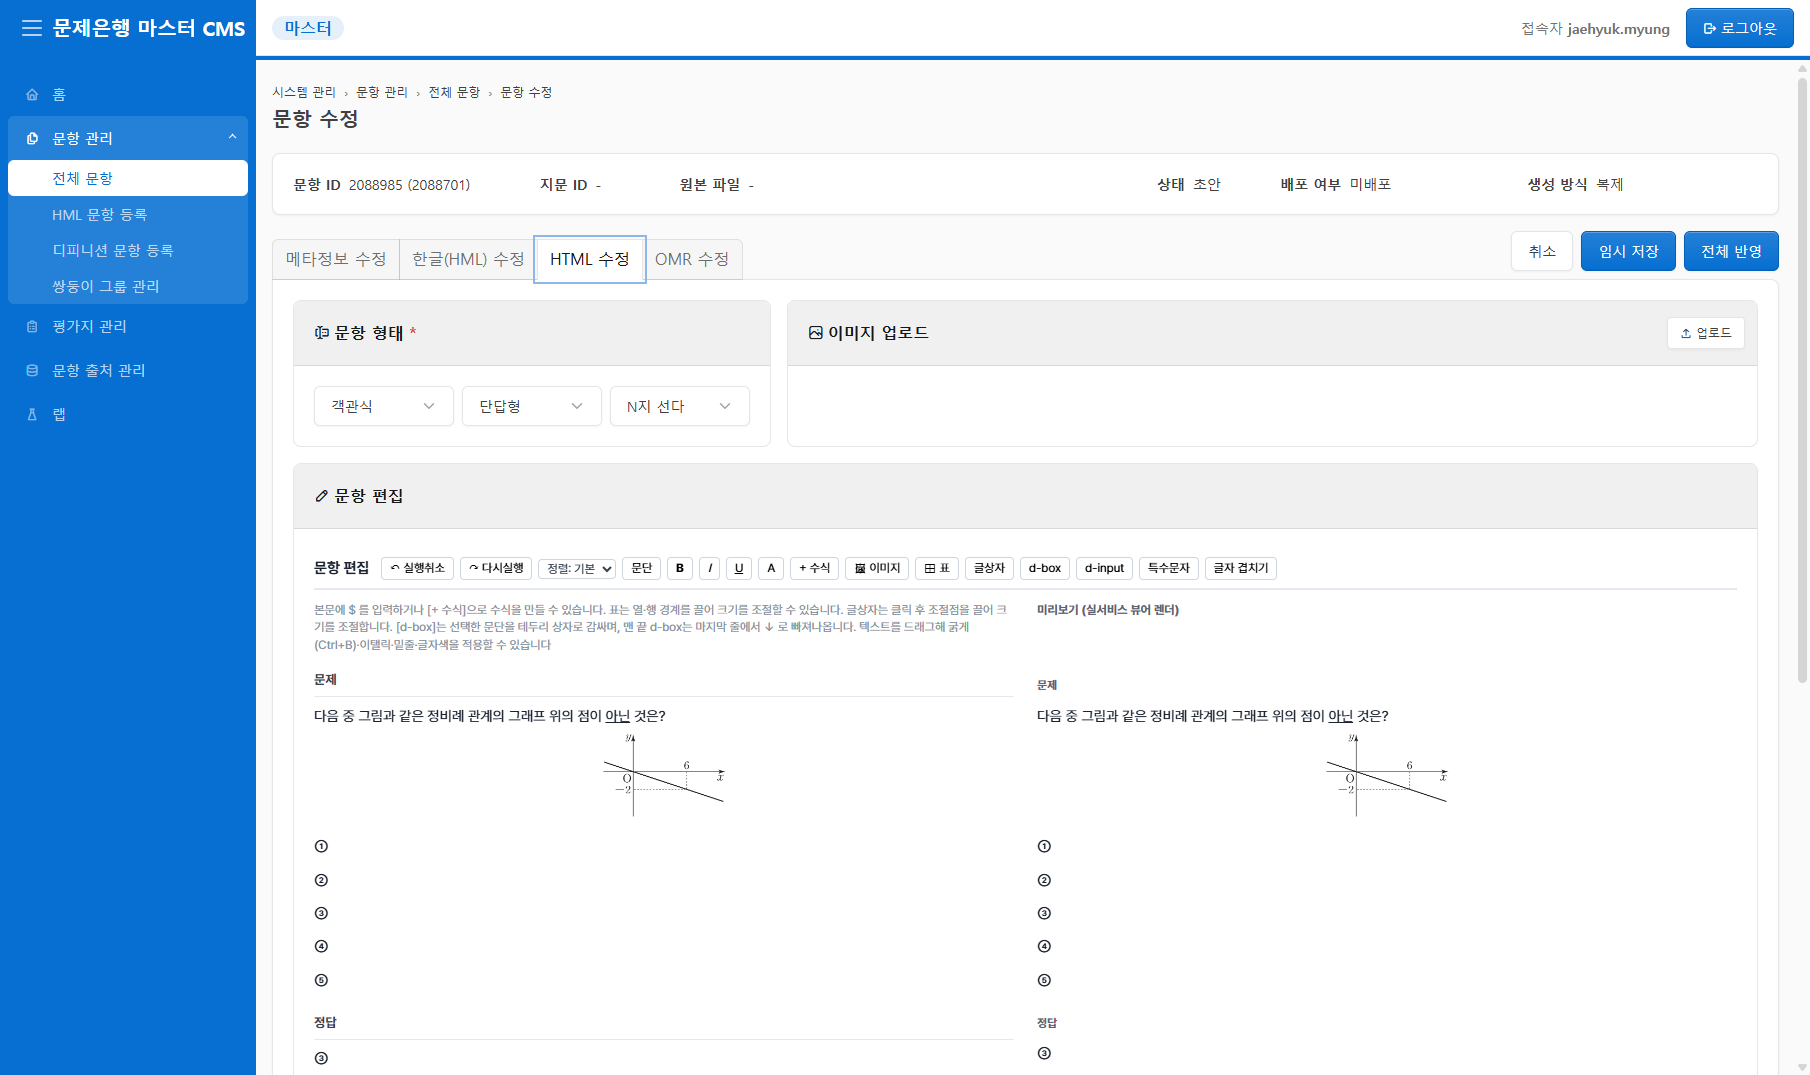 문제은행 마스터 CMS
마스터
접속자 jaehyuk.myung
로그아웃
홈
문항 관리
전체 문항
HML 문항 등록
디피니션 문항 등록
쌍둥이 그룹 관리
평가지 관리
문항 출처 관리
랩
시스템 관리 › 문항 관리 › 전체 문항 › 문항 수정
문항 수정
문항 ID 2088985 (2088701) 지문 ID - 원본 파일 - 상태 초안 배포 여부 미배포 생성 방식 복제
메타정보 수정 한글(HML) 수정 HTML 수정 OMR 수정
취소 임시 저장 전체 반영
문항 형태 *
객관식 단답형 N지 선다
이미지 업로드
업로드
문항 편집
문항 편집 실행취소 다시실행 정렬: 기본 문단 B I U A + 수식 이미지 표 글상자 d-box d-input 특수문자 글자 겹치기
본문에 $ 를 입력하거나 [+ 수식]으로 수식을 만들 수 있습니다. 표는 열·행 경계를 끌어 크기를 조절할 수 있습니다. 글상자는 클릭 후 조절점을 끌어 크
기를 조절합니다. [d-box]는 선택한 문단을 테두리 상자로 감싸며, 맨 끝 d-box는 마지막 줄에서 ↓ 로 빠져나옵니다. 텍스트를 드래그해 굵게
(Ctrl+B)·이탤릭·밑줄·글자색을 적용할 수 있습니다
문제
다음 중 그림과 같은 정비례 관계의 그래프 위의 점이 아닌 것은?
y
6
O
x
−2
①
②
③
④
⑤
정답
③
미리보기 (실서비스 뷰어 렌더)
문제
다음 중 그림과 같은 정비례 관계의 그래프 위의 점이 아닌 것은?
y
6
O
x
−2
①
②
③
④
⑤
정답
③